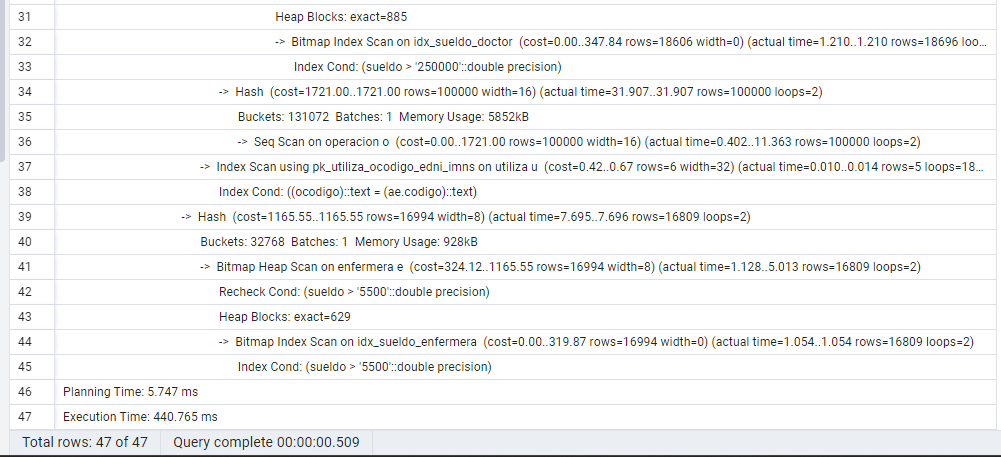 31 Heap Blocks: exact=885
32 -> Bitmap Index Scan on idx_sueldo_doctor (cost=0.00..347.84 rows=18606 width=0) (actual time=1.210..1.210 rows=18696 loo...
33 Index Cond: (sueldo > '250000'::double precision)
34 -> Hash (cost=1721.00..1721.00 rows=100000 width=16) (actual time=31.907..31.907 rows=100000 loops=2)
35 Buckets: 131072 Batches: 1 Memory Usage: 5852kB
36 -> Seq Scan on operacion o (cost=0.00..1721.00 rows=100000 width=16) (actual time=0.402..11.363 rows=100000 loops=2)
37 -> Index Scan using pk_utiliza_ocodigo_edni_imns on utiliza u (cost=0.42..0.67 rows=6 width=32) (actual time=0.010..0.014 rows=5 loops=18...
38 Index Cond: ((ocodigo)::text = (ae.codigo)::text)
39 -> Hash (cost=1165.55..1165.55 rows=16994 width=8) (actual time=7.695..7.696 rows=16809 loops=2)
40 Buckets: 32768 Batches: 1 Memory Usage: 928kB
41 -> Bitmap Heap Scan on enfermera e (cost=324.12..1165.55 rows=16994 width=8) (actual time=1.128..5.013 rows=16809 loops=2)
42 Recheck Cond: (sueldo > '5500'::double precision)
43 Heap Blocks: exact=629
44 -> Bitmap Index Scan on idx_sueldo_enfermera (cost=0.00..319.87 rows=16994 width=0) (actual time=1.054..1.054 rows=16809 loops=2)
45 Index Cond: (sueldo > '5500'::double precision)
46 Planning Time: 5.747 ms
47 Execution Time: 440.765 ms
Total rows: 47 of 47 Query complete 00:00:00.509